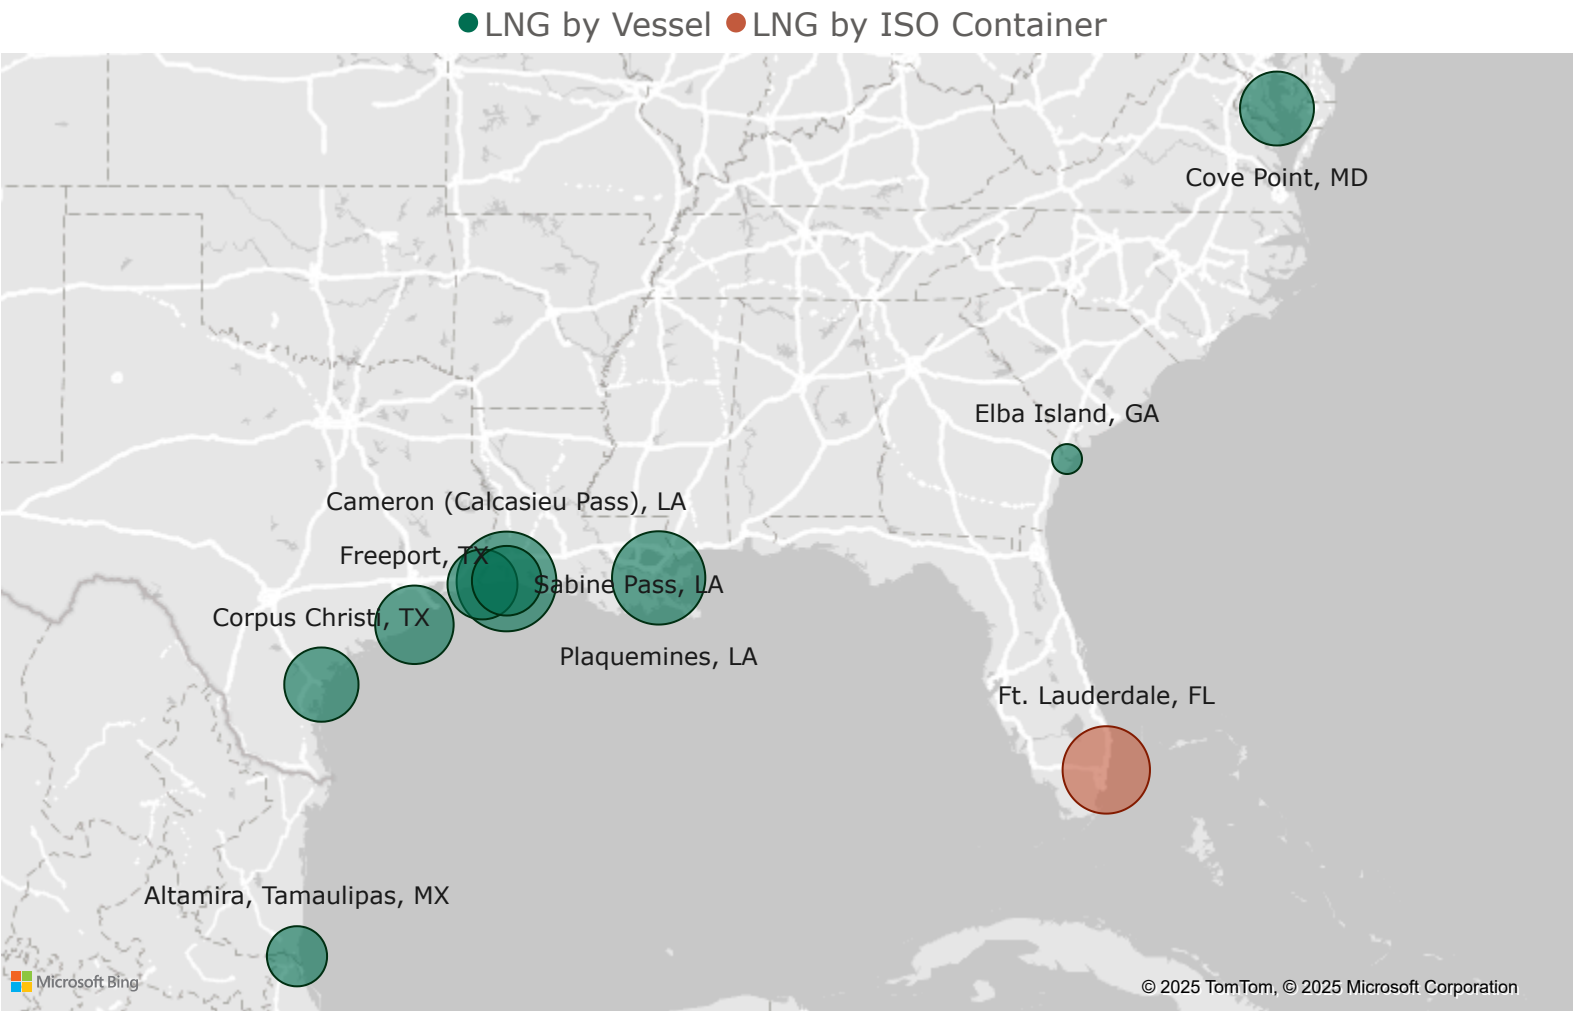 LNG by Vessel LNG by ISO Container
Cove Point, MD
Elba Island, GA
Cameron (Calcasieu Pass), LA
Freeport, TX
Sabine Pass, LA
Corpus Christi, TX
Plaquemines, LA
Ft. Lauderdale, FL
Altamira, Tamaulipas, MX
Microsoft Bing
© 2025 TomTom, © 2025 Microsoft Corporation